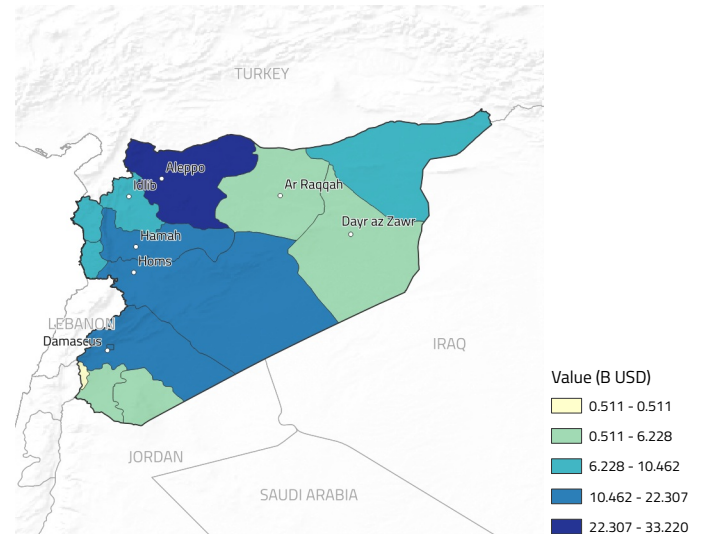 TURKEY
Aleppo
Idlib
Ar Raqqah
Dayr az Zawr
Hamah
Homs
LEBANON
Damascus
IRAQ
JORDAN
SAUDI ARABIA
Value (B USD)
0.511 - 0.511
0.511 - 6.228
6.228 - 10.462
10.462 - 22.307
22.307 - 33.220